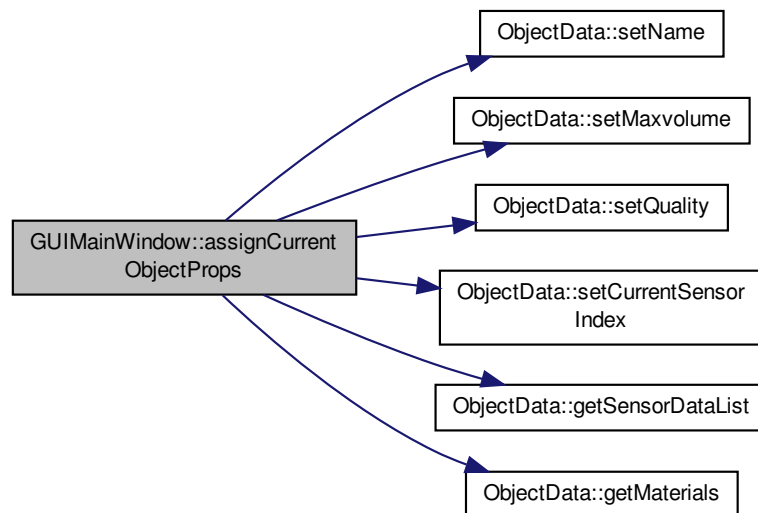 ObjectData::setName
ObjectData::setMaxvolume
ObjectData::setQuality
GUIMainWindow::assignCurrent
ObjectProps
ObjectData::setCurrentSensor
Index
ObjectData::getSensorDataList
ObjectData::getMaterials